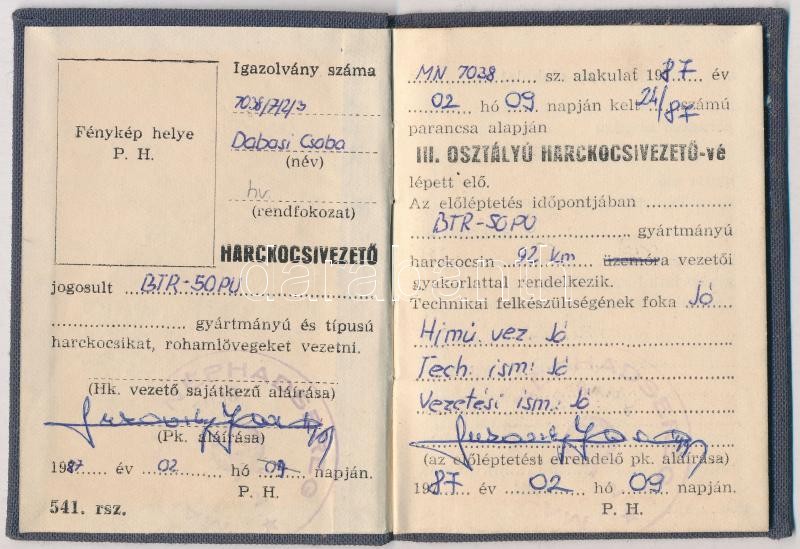 Fénykép helye
P. H.
Igazolvány száma
7038/7/2/3
Dabasi Csaba
(név)
hv.
(rendfokozat)
HARCKOCSIVEZETŐ
jogosult BTR-50PU
gyártmányú és típusú
harckocsikat, rohamlövegeket vezetni.
(Hk. vezető sajátkezű aláírása)
(Pk. aláírása)
1987 év 02 hó 09 napján.
P. H.
541. rsz.
MN 7038 sz. alakulat 1987 év
02 hó 09 napján kelt 24/87 számú
parancsa alapján
III. OSZTÁLYÚ HARCKOCSIVEZETŐ-vé
lépett elő.
Az előléptetés időpontjában
BTR-50PU gyártmányú
harckocsin 92 km üzemóra vezetői
gyakorlattal rendelkezik.
Technikai felkészültségének foka Jó
Hímű. vez. Jó
Tech. ism: Jó
Vezetési ism: Jó
(az előléptetést elrendelő pk. aláírása)
1987 év 02 hó 09 napján.
P. H.
darabanth